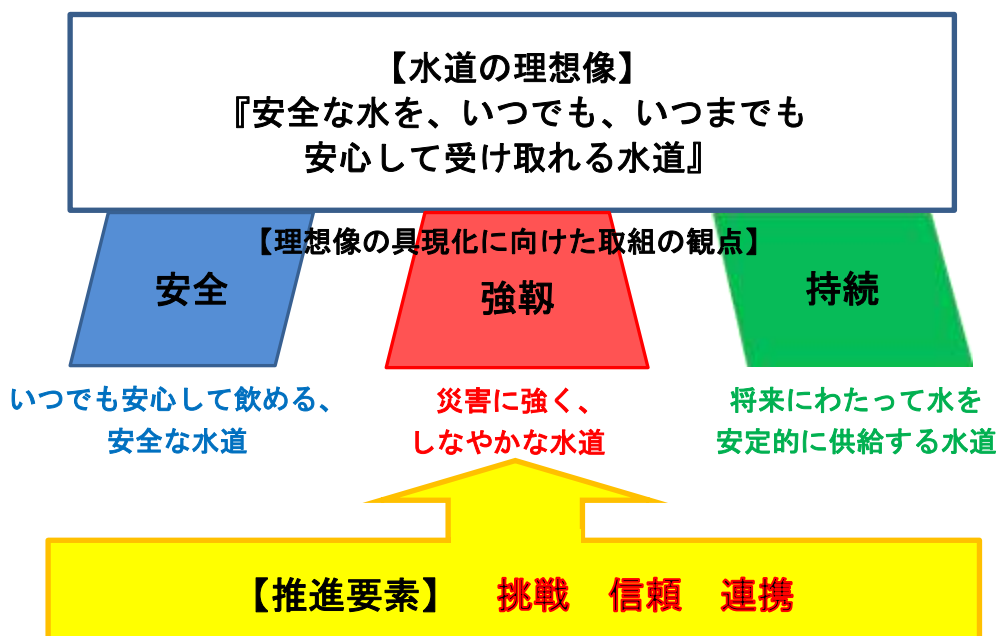 【水道の理想像】
『安全な水を、いつでも、いつまでも
安心して受け取れる水道』
【理想像の具現化に向けた取組の観点】
安全
強靱
持続
いつでも安心して飲める、
安全な水道
災害に強く、
しなやかな水道
将来にわたって水を
安定的に供給する水道
【推進要素】 挑戦 信頼 連携